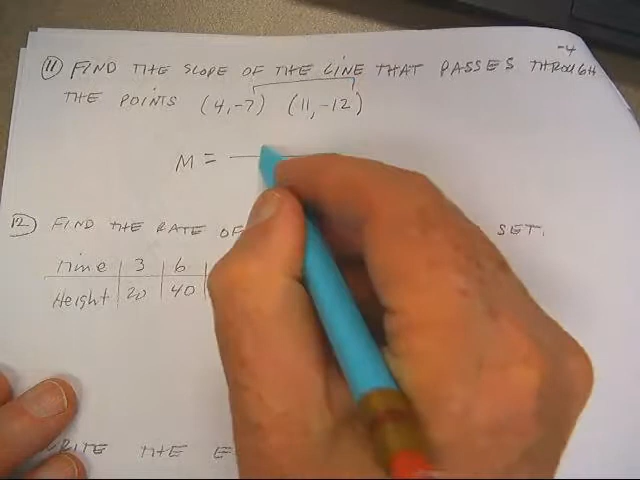 -4
11 FIND THE SLOPE OF THE LINE THAT PASSES THROUGH
THE POINTS (4,-7) (11,-12)
M =
12 FIND THE RATE OF SET.
Time 3 6
Height 20 40
THE